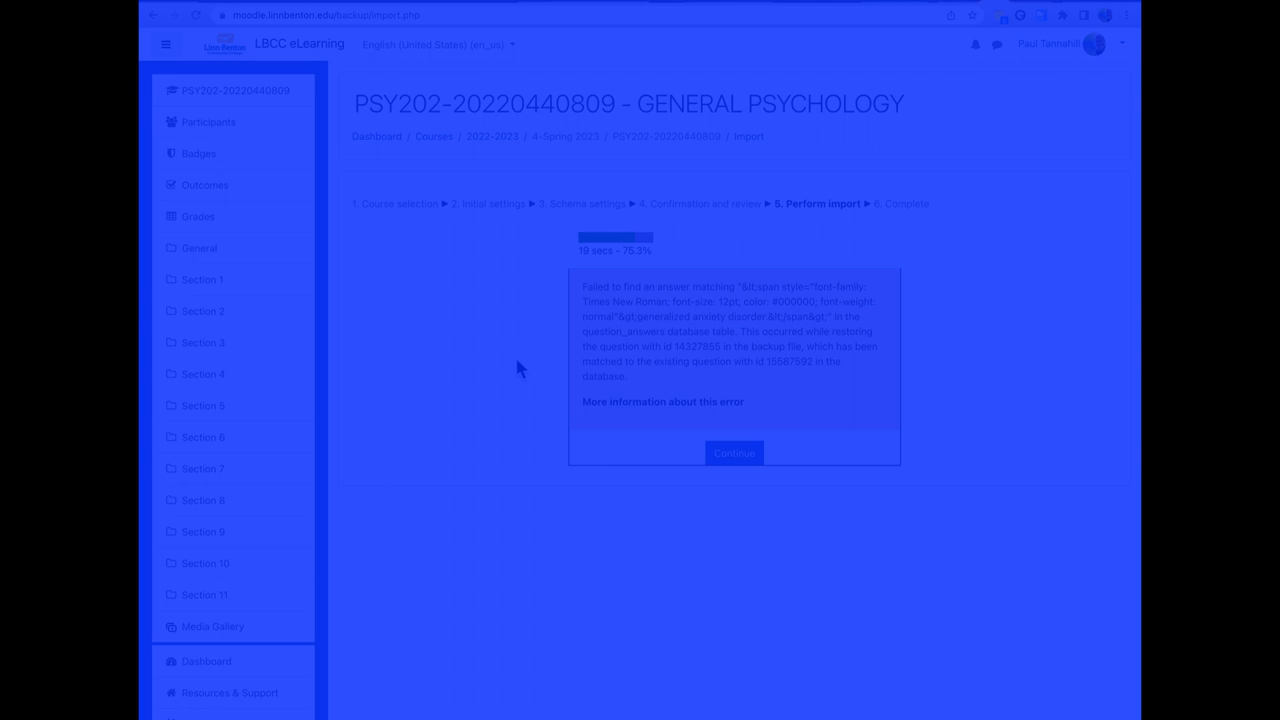 moodle.linnbenton.edu/backup/import.php
Linn-Benton
LBCC eLearning
English (United States) (en_us)
Paul Tannahill
PSY202-20220440809
Participants
Badges
Outcomes
Grades
General
Section 1
Section 2
Section 3
Section 4
Section 5
Section 6
Section 7
Section 8
Section 9
Section 10
Section 11
Media Gallery
Dashboard
Resources & Support
PSY202-20220440809 - GENERAL PSYCHOLOGY
Dashboard / Courses / 2022-2023 / 4-Spring 2023 / PSY202-20220440809 / Import
1. Course selection ► 2. Initial settings ► 3. Schema settings ► 4. Confirmation and review ► 5. Perform import ► 6. Complete
19 secs - 75.3%
Failed to find an answer matching "&lt;span style="font-family:
Times New Roman; font-size: 12pt; color: #000000; font-weight:
normal"&gt;generalized anxiety disorder.&lt;/span&gt;" in the
question_answers database table. This occurred while restoring
the question with id 14327855 in the backup file, which has been
matched to the existing question with id 15587592 in the
database.
More information about this error
Continue